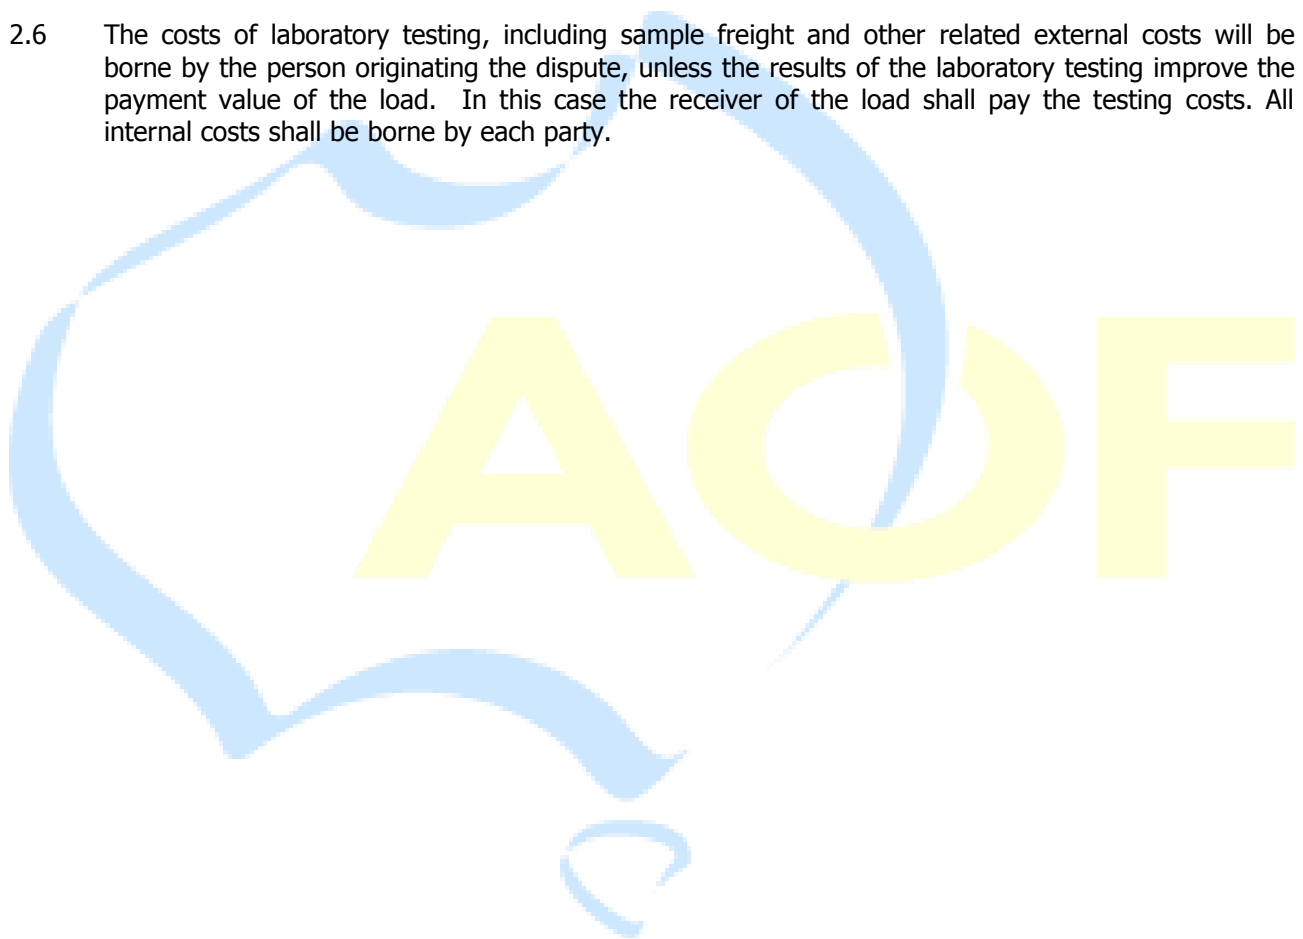 2.6 The costs of laboratory testing, including sample freight and other related external costs will be
borne by the person originating the dispute, unless the results of the laboratory testing improve the
payment value of the load. In this case the receiver of the load shall pay the testing costs. All
internal costs shall be borne by each party.
AOF